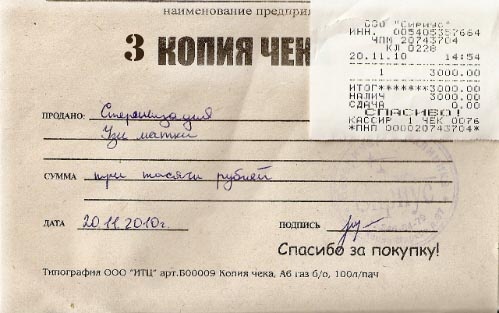 наименование предпри
З КОПИЯ ЧЕК
ООО "СИРИУС"
ИНН. 005405357664
ЧПМ 20743704
КЛ 0228
20.11.10 14:54
1 3000.00
ИТОГ*******3000.00
НАЛИЧ 3000.00
СДАЧА 0.00
СПАСИБО!
КАССИР 1 ЧЕК 0076
*ПНП 000020743704*
ПРОДАНО: Стерилизация
Узи матки
СУММА три тысячи рублей
ДАТА 20.11.2010г. ПОДПИСЬ
Спасибо за покупку!
Типография ООО "ИТЦ" арт.Б00009 Копия чека, А6 газ б/о, 100л/пач